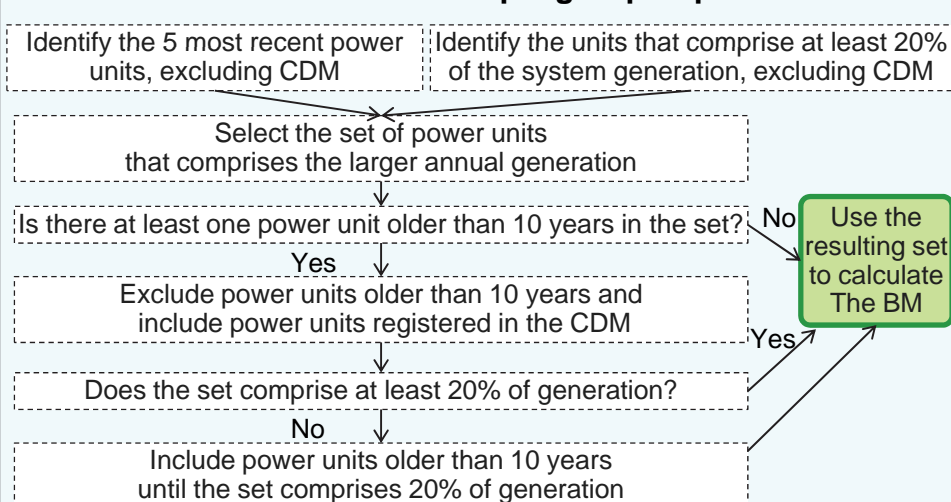 Identify the 5 most recent power
units, excluding CDM
Identify the units that comprise at least 20%
of the system generation, excluding CDM
Select the set of power units
that comprises the larger annual generation
Is there at least one power unit older than 10 years in the set?
No
Use the
resulting set
to calculate
The BM
Yes
Exclude power units older than 10 years and
include power units registered in the CDM
Yes
Does the set comprise at least 20% of generation?
No
Include power units older than 10 years
until the set comprises 20% of generation